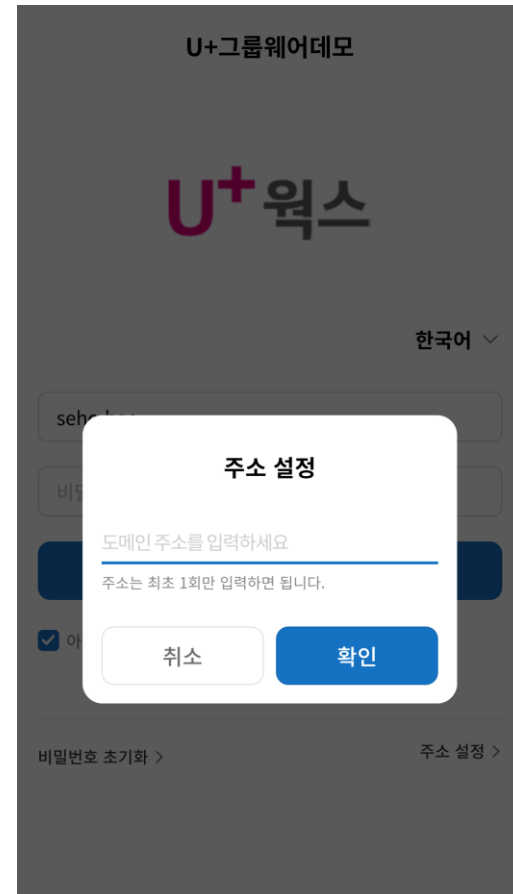 U+그룹웨어데모
U+웍스
한국어
주소 설정
도메인 주소를 입력하세요
주소는 최초 1회만 입력하면 됩니다.
취소
확인
비밀번호 초기화 >
주소 설정 >